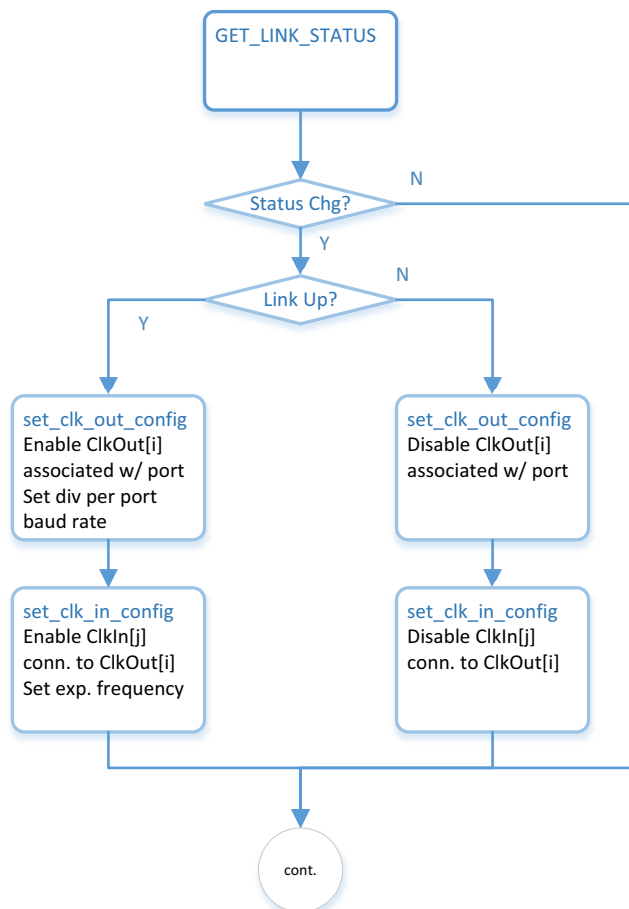 GET_LINK_STATUS
Status Chg?
N
Y
Link Up?
N
Y
set_clk_out_config
Enable ClkOut[i]
associated w/ port
Set div per port
baud rate
set_clk_out_config
Disable ClkOut[i]
associated w/ port
set_clk_in_config
Enable ClkIn[j]
conn. to ClkOut[i]
Set exp. frequency
set_clk_in_config
Disable ClkIn[j]
conn. to ClkOut[i]
cont.